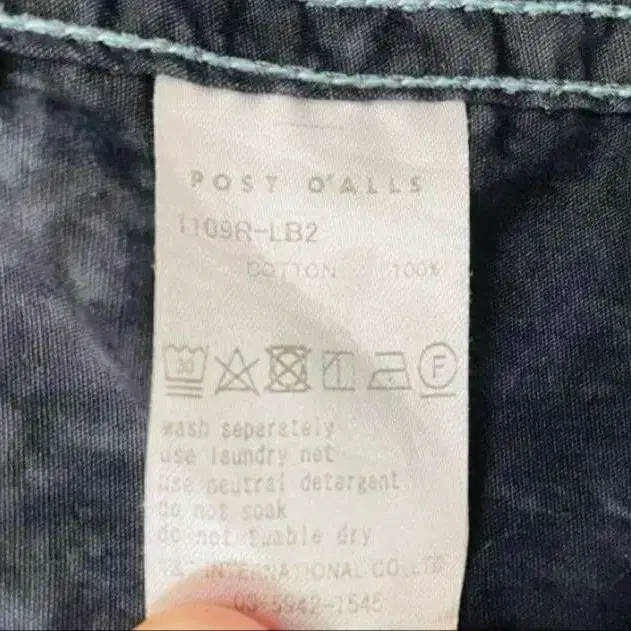 POST O'ALLS
1109R-LB2
COTTON 100%
30 F
wash separately
use laundry net
use neutral detergent
do not soak
do not tumble dry
INTERNATIONAL CO.,LTD